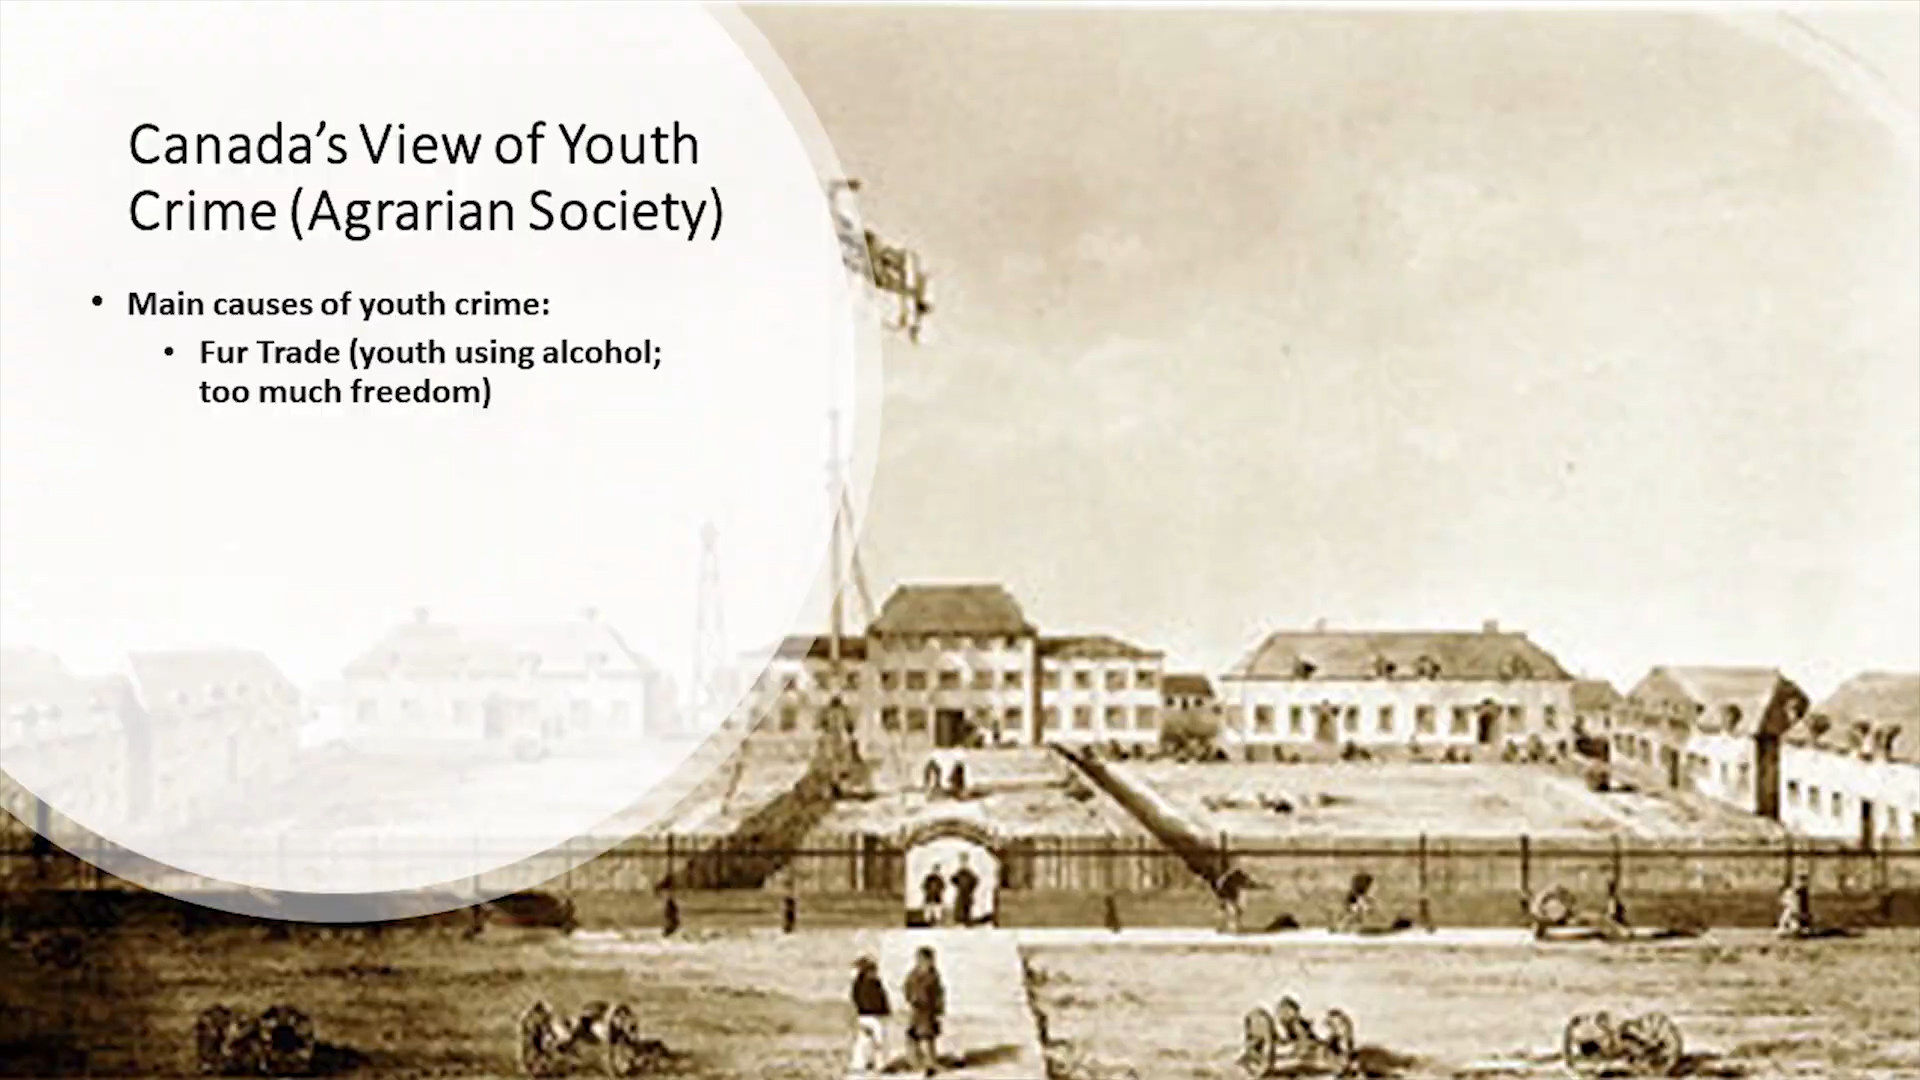 Canada’s View of Youth
Crime (Agrarian Society)
• Main causes of youth crime:
• Fur Trade (youth using alcohol;
too much freedom)